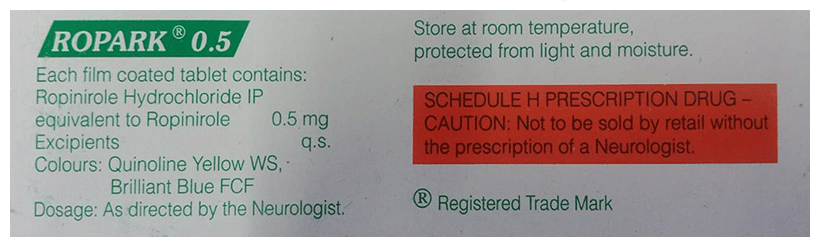 ROPARK® 0.5
Each film coated tablet contains:
Ropinirole Hydrochloride IP
equivalent to Ropinirole 0.5 mg
Excipients q.s.
Colours: Quinoline Yellow WS,
Brilliant Blue FCF
Dosage: As directed by the Neurologist.
Store at room temperature,
protected from light and moisture.
SCHEDULE H PRESCRIPTION DRUG –
CAUTION: Not to be sold by retail without
the prescription of a Neurologist.
® Registered Trade Mark